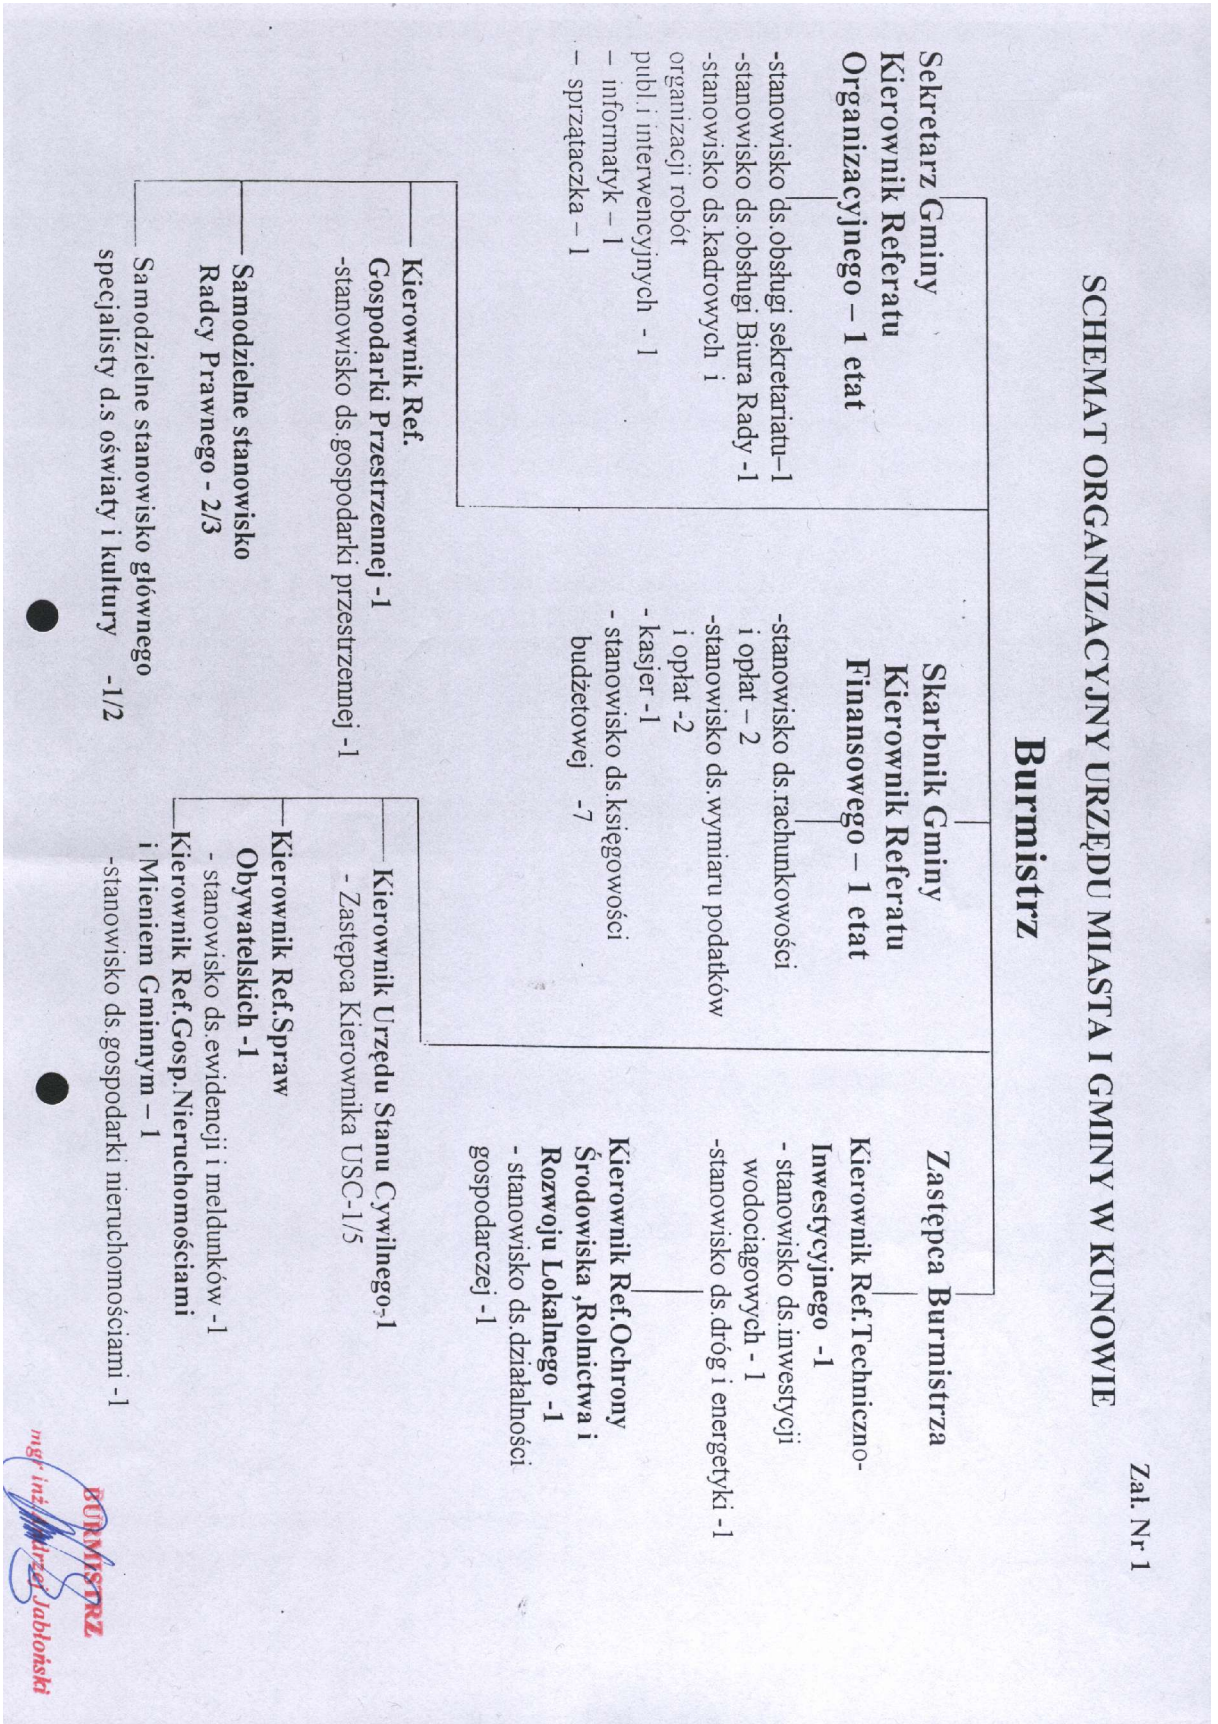 Zał. Nr 1
SCHEMAT ORGANIZACYJNY URZĘDU MIASTA I GMINY W KUNOWIE
Burmistrz
Sekretarz Gminy
Kierownik Referatu
Organizacyjnego – 1 etat
-stanowisko ds.obsługi sekretariatu–1
-stanowisko ds.obsługi Biura Rady -1
-stanowisko ds.kadrowych i
organizacji robót
publ.i interwencyjnych - 1
– informatyk – 1
– sprzątaczka – 1
Skarbnik Gminy
Kierownik Referatu
Finansowego – 1 etat
-stanowisko ds.rachunkowości
i opłat – 2
-stanowisko ds.wymiaru podatków
i opłat -2
- kasjer -1
- stanowisko ds.księgowości
budżetowej -7
Zastępca Burmistrza
Kierownik Ref.Techniczno-
Inwestycyjnego -1
- stanowisko ds.inwestycji
wodociągowych - 1
-stanowisko ds.dróg i energetyki -1
Kierownik Ref.Ochrony
Środowiska ,Rolnictwa i
Rozwoju Lokalnego -1
- stanowisko ds.działalności
gospodarczej -1
Kierownik Ref.
Gospodarki Przestrzennej -1
-stanowisko ds.gospodarki przestrzennej -1
Samodzielne stanowisko
Radcy Prawnego - 2/3
Samodzielne stanowisko głównego
specjalisty d.s oświaty i kultury -1/2
Kierownik Urzędu Stanu Cywilnego-1
- Zastępca Kierownika USC-1/5
Kierownik Ref.Spraw
Obywatelskich -1
- stanowisko ds.ewidencji i meldunków -1
Kierownik Ref.Gosp.Nieruchomościami
i Mieniem Gminnym – 1
-stanowisko ds.gospodarki nieruchomościami -1
BURMISTRZ
mgr inż. Andrzej Jabłoński